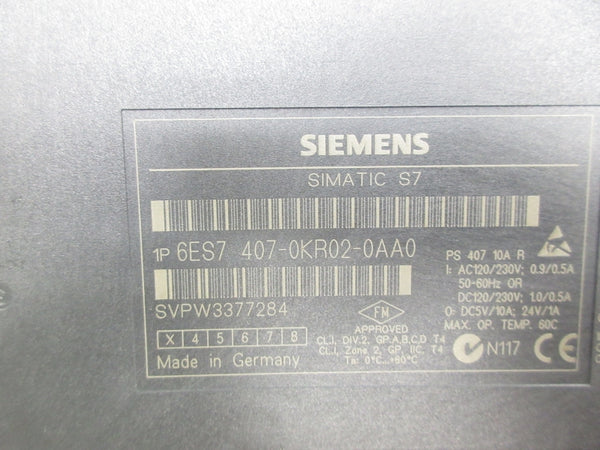 SIEMENS
SIMATIC S7
1P 6ES7 407-0KR02-0AA0
SVPW3377284
X 4 5 6 7 8
Made in Germany
FM
APPROVED
CL.I, DIV.2, GP.A,B,C,D T4
CL.I, Zone 2, GP. IIC, T4
Ta: 0°C...+60°C
PS 407 10A R
I: AC120/230V; 0.9/0.5A
50-60Hz OR
DC120/230V; 1.0/0.5A
O: DC5V/10A; 24V/1A
MAX. OP. TEMP. 60C
N117 CE